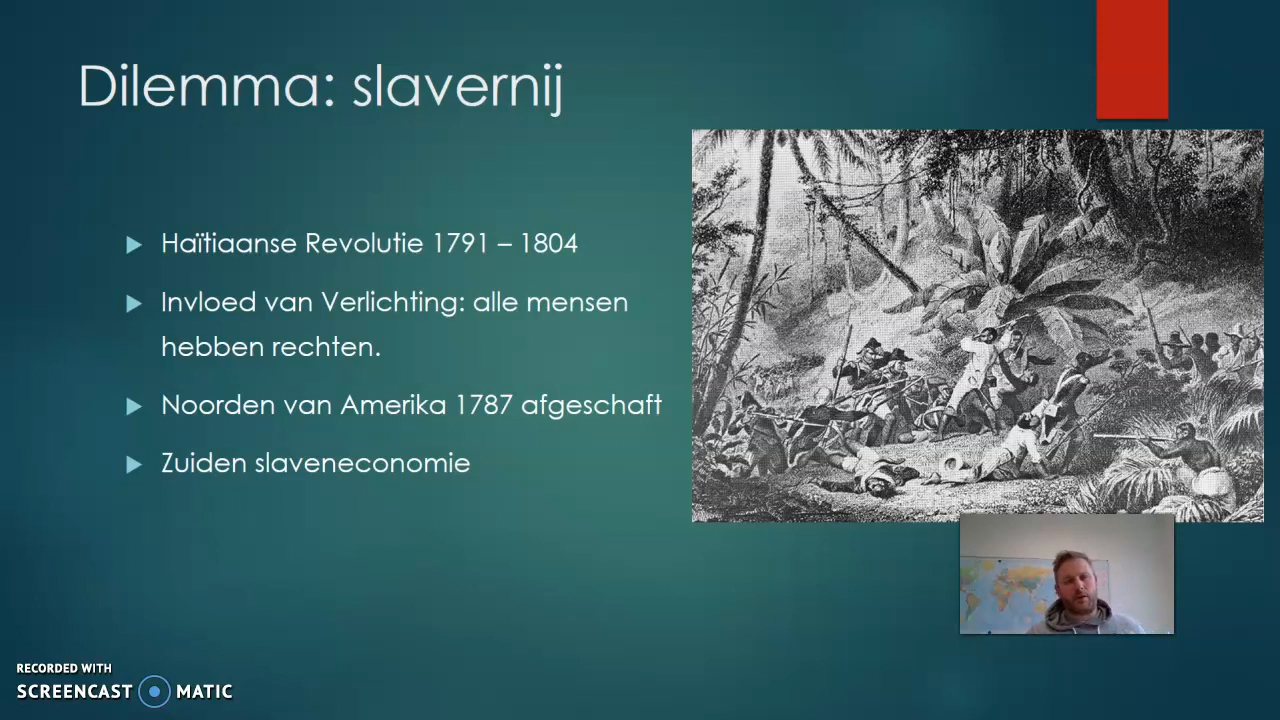 Dilemma: slavernij
Haïtiaanse Revolutie 1791 – 1804
Invloed van Verlichting: alle mensen
hebben rechten.
Noorden van Amerika 1787 afgeschaft
Zuiden slaveneconomie
RECORDED WITH
SCREENCAST MATIC